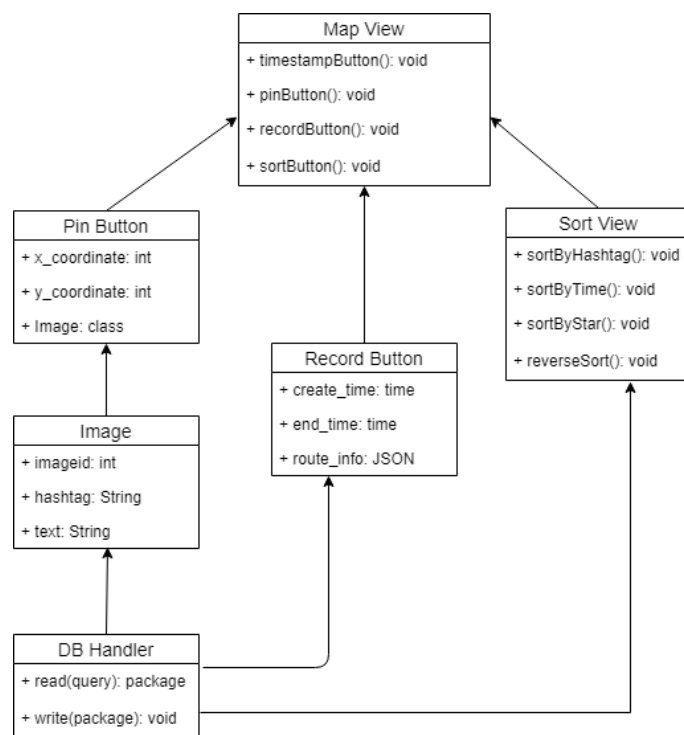 Map View
+ timestampButton(): void
+ pinButton(): void
+ recordButton(): void
+ sortButton(): void
Pin Button
+ x_coordinate: int
+ y_coordinate: int
+ Image: class
Sort View
+ sortByHashtag(): void
+ sortByTime(): void
+ sortByStar(): void
+ reverseSort(): void
Record Button
+ create_time: time
+ end_time: time
+ route_info: JSON
Image
+ imageid: int
+ hashtag: String
+ text: String
DB Handler
+ read(query): package
+ write(package): void